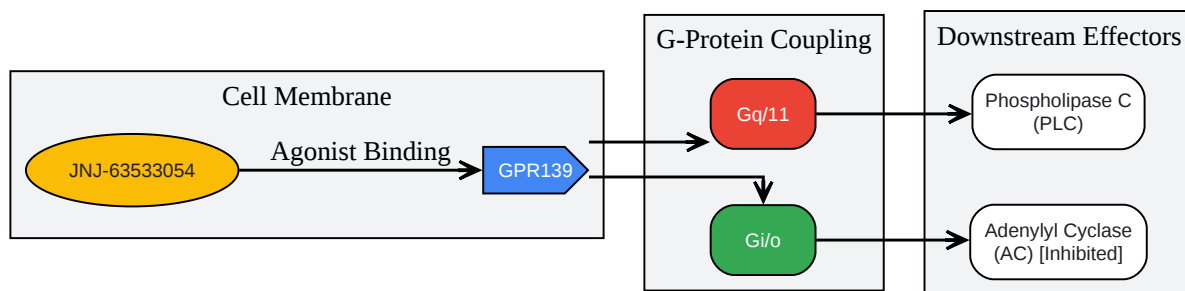 Cell Membrane
JNJ-63533054
Agonist Binding
GPR139
G-Protein Coupling
Gq/11
Gi/o
Downstream Effectors
Phospholipase C
(PLC)
Adenylyl Cyclase
(AC) [Inhibited]